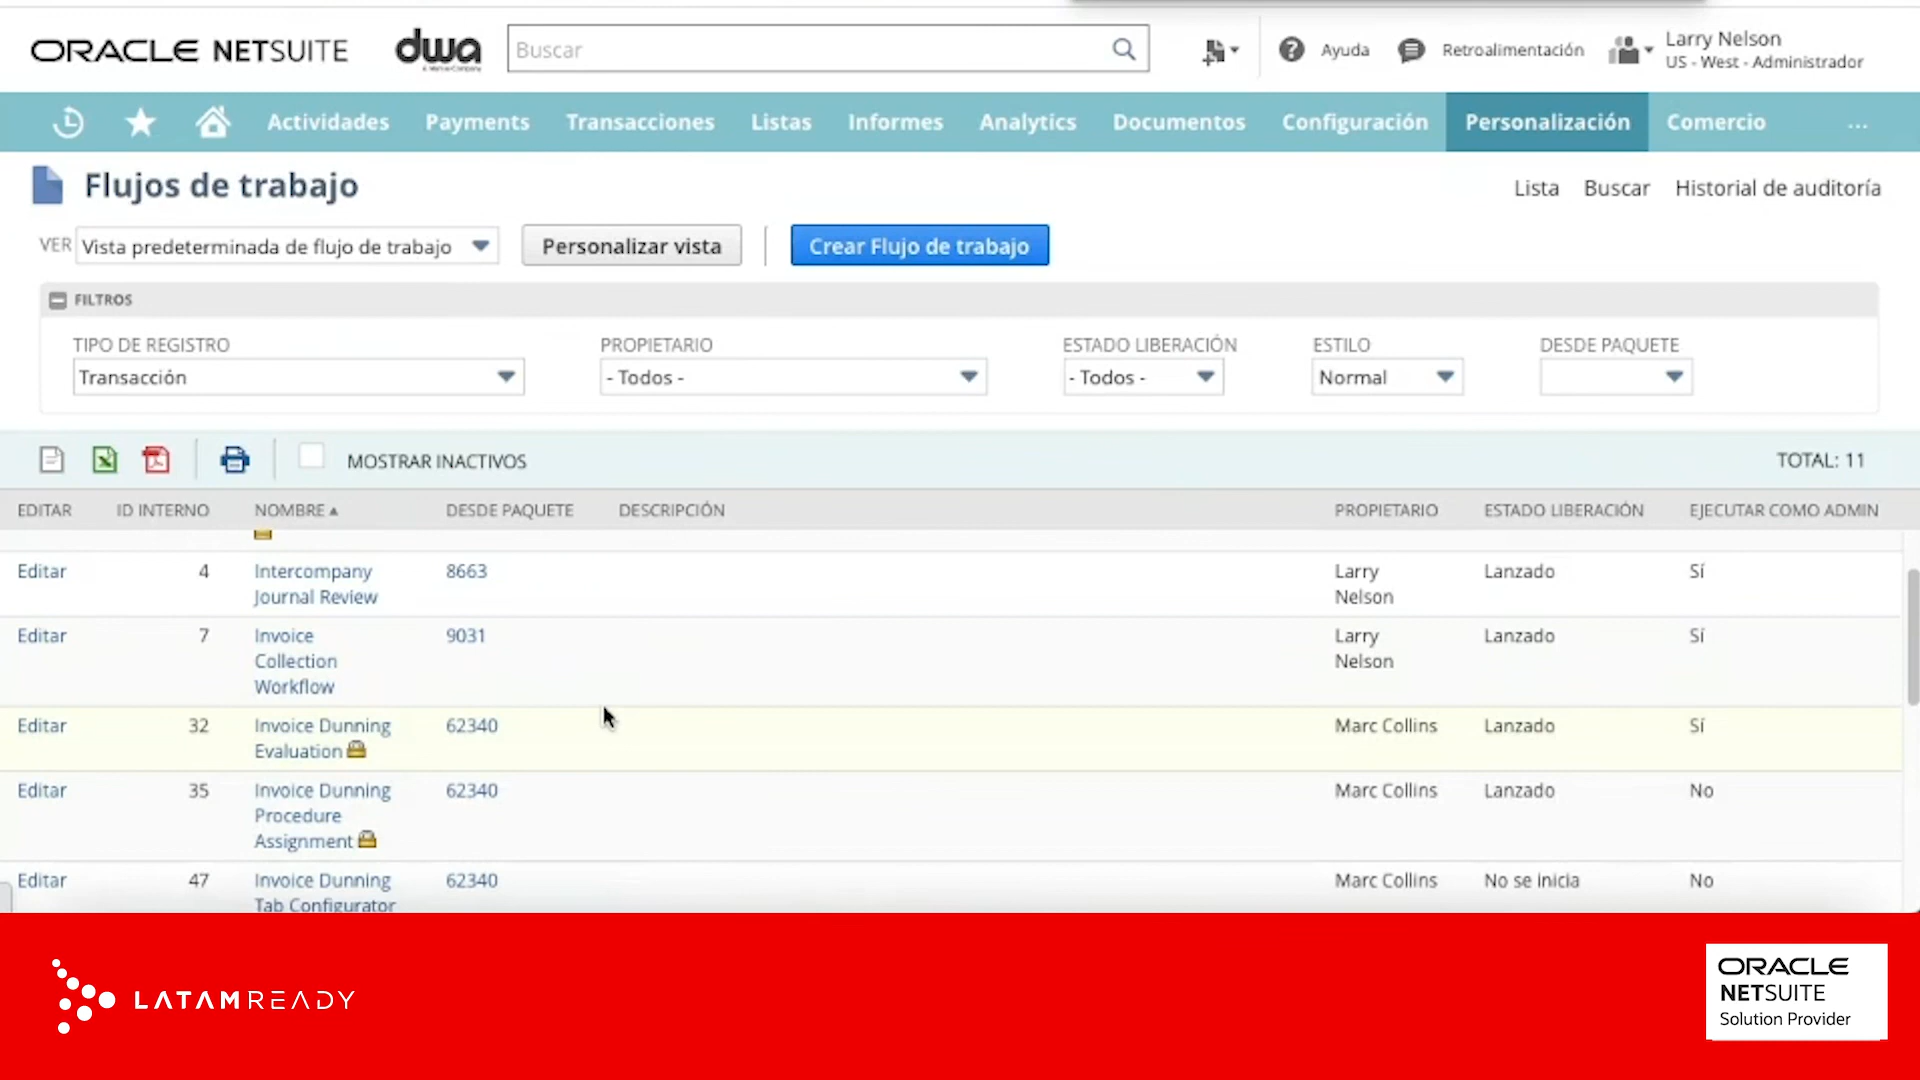 ORACLE NETSUITE
dwa
Buscar
Ayuda
Retroalimentación
Larry Nelson
US - West - Administrador
Actividades
Payments
Transacciones
Listas
Informes
Analytics
Documentos
Configuración
Personalización
Comercio
...
Flujos de trabajo
Lista
Buscar
Historial de auditoría
VER
Vista predeterminada de flujo de trabajo
Personalizar vista
Crear Flujo de trabajo
FILTROS
TIPO DE REGISTRO
PROPIETARIO
ESTADO LIBERACIÓN
ESTILO
DESDE PAQUETE
Transacción
- Todos -
- Todos -
Normal
MOSTRAR INACTIVOS
TOTAL: 11
EDITAR
ID INTERNO
NOMBRE
DESDE PAQUETE
DESCRIPCIÓN
PROPIETARIO
ESTADO LIBERACIÓN
EJECUTAR COMO ADMIN
Editar
4
Intercompany
Journal Review
8663
Larry
Nelson
Lanzado
Sí
Editar
7
Invoice
Collection
Workflow
9031
Larry
Nelson
Lanzado
Sí
Editar
32
Invoice Dunning
Evaluation
62340
Marc Collins
Lanzado
Sí
Editar
35
Invoice Dunning
Procedure
Assignment
62340
Marc Collins
Lanzado
No
Editar
47
Invoice Dunning
Tab Configurator
62340
Marc Collins
No se inicia
No
LATAMREADY
ORACLE
NETSUITE
Solution Provider